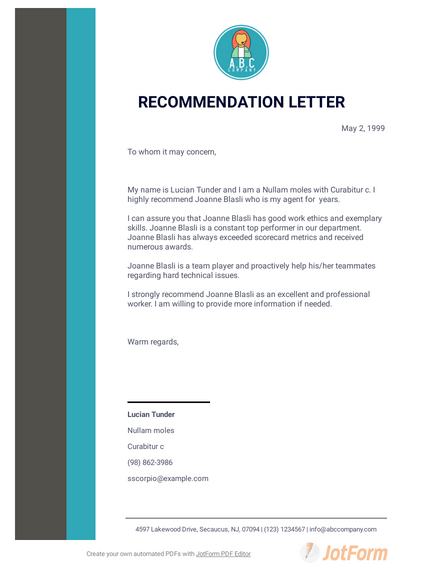 A.B.C
COMPANY
RECOMMENDATION LETTER
May 2, 1999
To whom it may concern,
My name is Lucian Tunder and I am a Nullam moles with Curabitur c. I
highly recommend Joanne Blasli who is my agent for  years.
I can assure you that Joanne Blasli has good work ethics and exemplary
skills. Joanne Blasli is a constant top performer in our department.
Joanne Blasli has always exceeded scorecard metrics and received
numerous awards.
Joanne Blasli is a team player and proactively help his/her teammates
regarding hard technical issues.
I strongly recommend Joanne Blasli as an excellent and professional
worker. I am willing to provide more information if needed.
Warm regards,
Lucian Tunder
Nullam moles
Curabitur c
(98) 862-3986
sscorpio@example.com
4597 Lakewood Drive, Secaucus, NJ, 07094 | (123) 1234567 | info@abccompany.com
Create your own automated PDFs with JotForm PDF Editor
JotForm